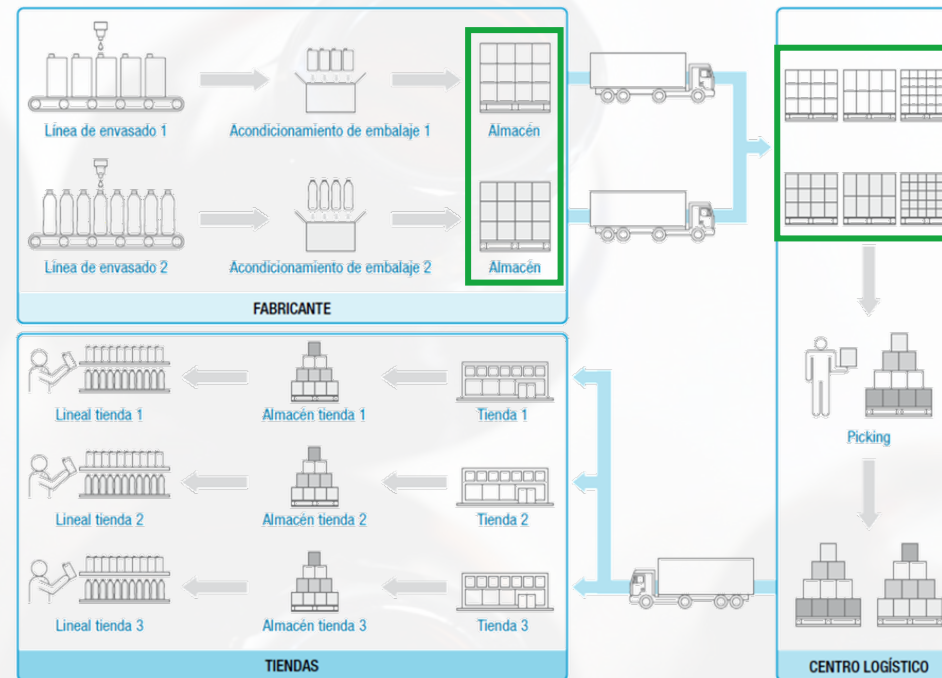 Línea de envasado 1
Acondicionamiento de embalaje 1
Almacén
Línea de envasado 2
Acondicionamiento de embalaje 2
Almacén
FABRICANTE
Lineal tienda 1
Almacén tienda 1
Tienda 1
Picking
Lineal tienda 2
Almacén tienda 2
Tienda 2
Lineal tienda 3
Almacén tienda 3
Tienda 3
TIENDAS
CENTRO LOGÍSTICO